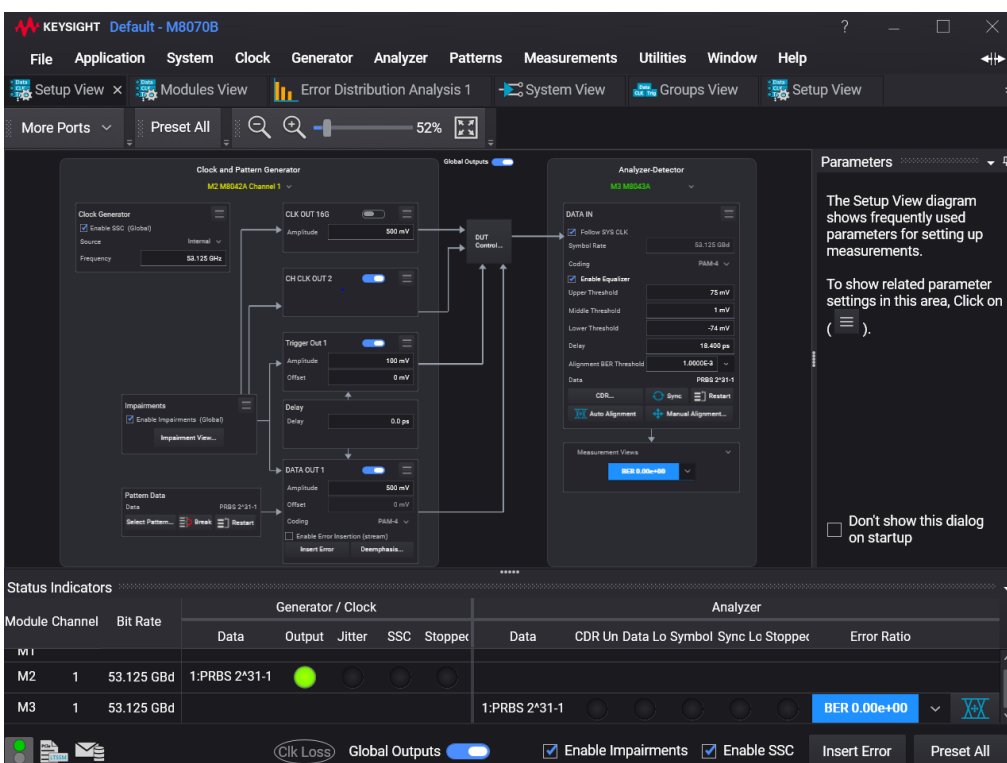 KEYSIGHT Default - M8070B
?
File Application System Clock Generator Analyzer Patterns Measurements Utilities Window Help
Setup View Modules View Error Distribution Analysis 1 System View Groups View Setup View
More Ports Preset All 52%
Clock and Pattern Generator
M2 M8042A Channel 1
Global Outputs
Analyzer-Detector
M3 M8043A
Clock Generator
Enable SSC (Global)
Source Internal
Frequency 53.125 GHz
CLK OUT 16G
Amplitude 500 mV
CH CLK OUT 2
Trigger Out 1
Amplitude 100 mV
Offset 0 mV
Impairments
Enable Impairments (Global)
Impairment View...
Delay
Delay 0.0 ps
Pattern Data
Data PRBS 2^31-1
Select Pattern... Break Restart
DATA OUT 1
Amplitude 500 mV
Offset 0 mV
Coding PAM-4
Enable Error Insertion (stream)
Insert Error Deemphasis...
DUT
Control...
DATA IN
Follow SYS CLK
Symbol Rate 53.125 GBd
Coding PAM-4
Enable Equalizer
Upper Threshold 75 mV
Middle Threshold 1 mV
Lower Threshold -74 mV
Delay 18.400 ps
Alignment BER Threshold 1.0000E-3
Data PRBS 2^31-1
CDR... Sync Restart
Auto Alignment Manual Alignment...
Measurement Views
BER 0.00e+00
Parameters
The Setup View diagram
shows frequently used
parameters for setting up
measurements.
To show related parameter
settings in this area, Click on
( ).
Don't show this dialog
on startup
Status Indicators
Generator / Clock Analyzer
Module Channel Bit Rate
Data Output Jitter SSC Stopped Data CDR Un Data Lo Symbol Sync Lo Stopped Error Ratio
M1
M2 1 53.125 GBd 1:PRBS 2^31-1
M3 1 53.125 GBd 1:PRBS 2^31-1 BER 0.00e+00
Clk Loss Global Outputs Enable Impairments Enable SSC Insert Error Preset All